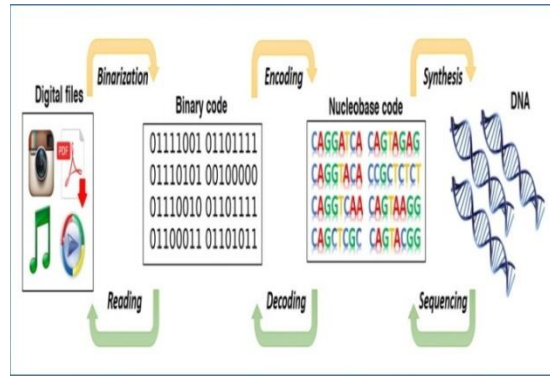 Binarization
Encoding
Synthesis
Digital files
Binary code
Nucleobase code
DNA
PDF
01111001 01101111
01110101 00100000
01110010 01101111
01100011 01101011
CAGGATCA CAGTAGAG
CAGGTACA CCGCTCTCT
CAGGTCAA CAGTAAGG
CAGCTCGC CAGTACGG
Reading
Decoding
Sequencing